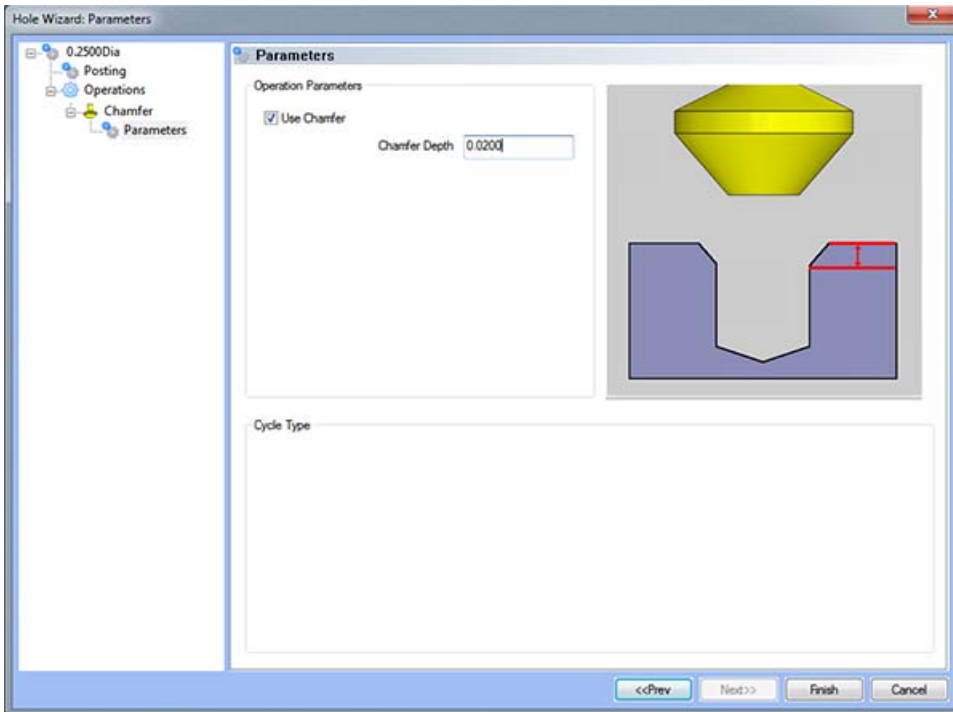 Hole Wizard: Parameters
0.2500Dia
Posting
Operations
Chamfer
Parameters
Parameters
Operation Parameters
Use Chamfer
Chamfer Depth 0.0200
Cycle Type
<<Prev Next>> Finish Cancel